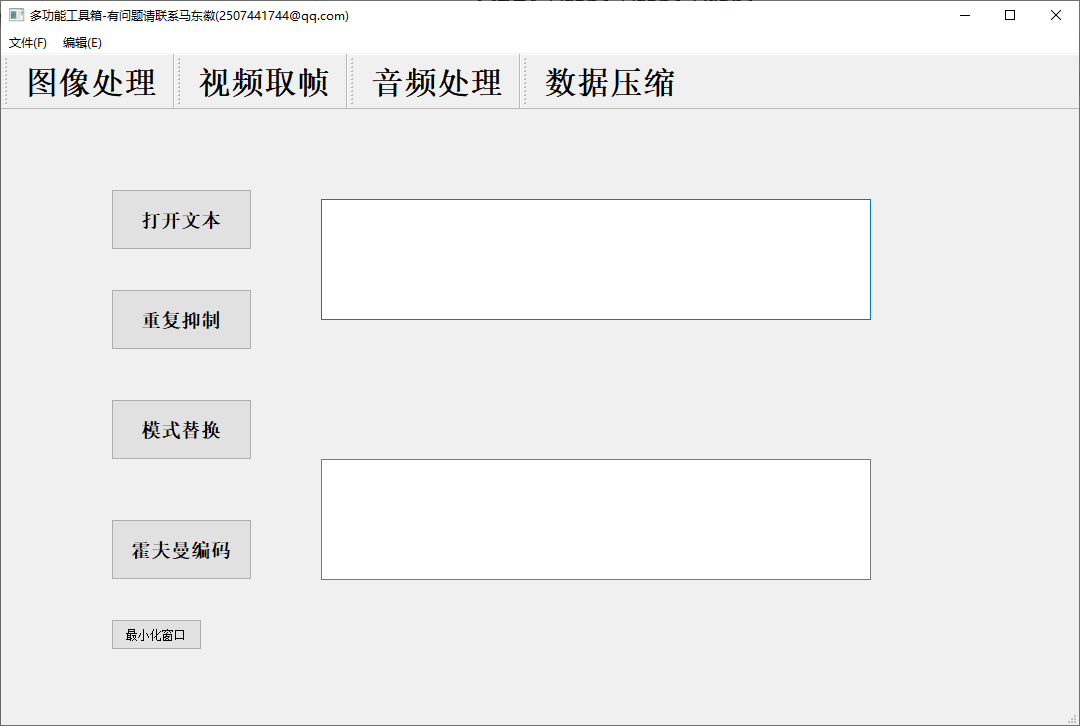 多功能工具箱-有问题请联系马东徽(2507441744@qq.com)
文件(F) 编辑(E)
图像处理 视频取帧 音频处理 数据压缩
打开文本
重复抑制
模式替换
霍夫曼编码
最小化窗口